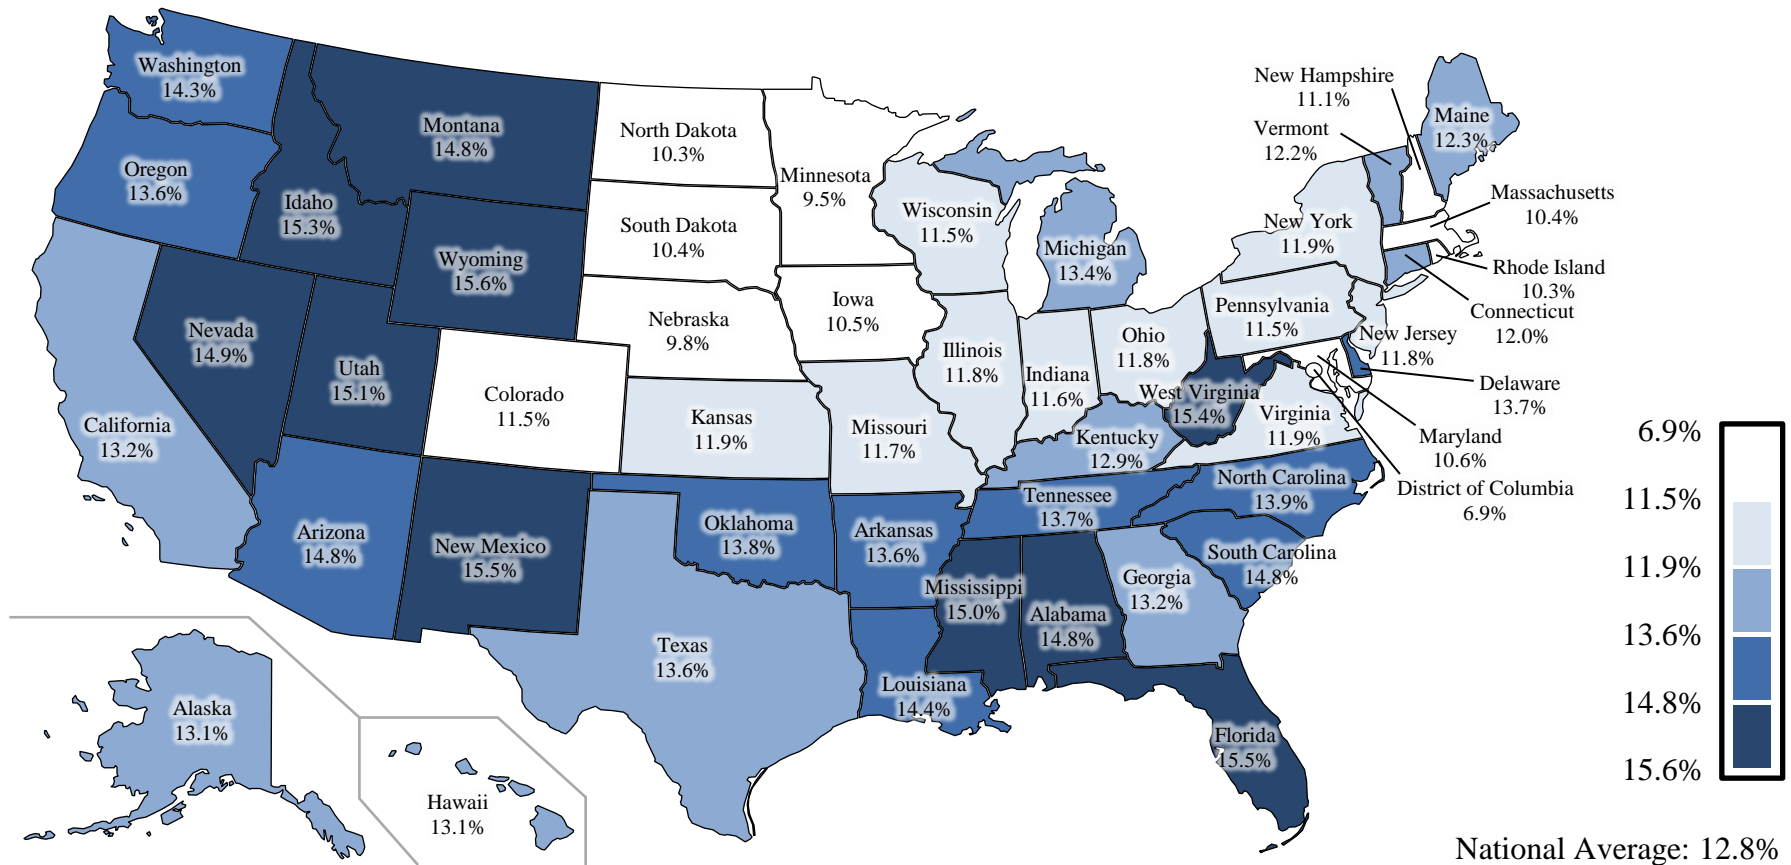 Washington
14.3%
Oregon
13.6%
California
13.2%
Idaho
15.3%
Nevada
14.9%
Montana
14.8%
Wyoming
15.6%
Utah
15.1%
Arizona
14.8%
Colorado
11.5%
New Mexico
15.5%
North Dakota
10.3%
South Dakota
10.4%
Nebraska
9.8%
Kansas
11.9%
Oklahoma
13.8%
Texas
13.6%
Minnesota
9.5%
Iowa
10.5%
Missouri
11.7%
Arkansas
13.6%
Louisiana
14.4%
Wisconsin
11.5%
Illinois
11.8%
Michigan
13.4%
Indiana
11.6%
Ohio
11.8%
Kentucky
12.9%
Tennessee
13.7%
Mississippi
15.0%
Alabama
14.8%
Georgia
13.2%
Florida
15.5%
South Carolina
14.8%
North Carolina
13.9%
Virginia
11.9%
West Virginia
15.4%
Pennsylvania
11.5%
New York
11.9%
Vermont
12.2%
New Hampshire
11.1%
Maine
12.3%
Massachusetts
10.4%
Rhode Island
10.3%
Connecticut
12.0%
New Jersey
11.8%
Delaware
13.7%
Maryland
10.6%
District of Columbia
6.9%
Alaska
13.1%
Hawaii
13.1%
6.9%
11.5%
11.9%
13.6%
14.8%
15.6%
National Average: 12.8%